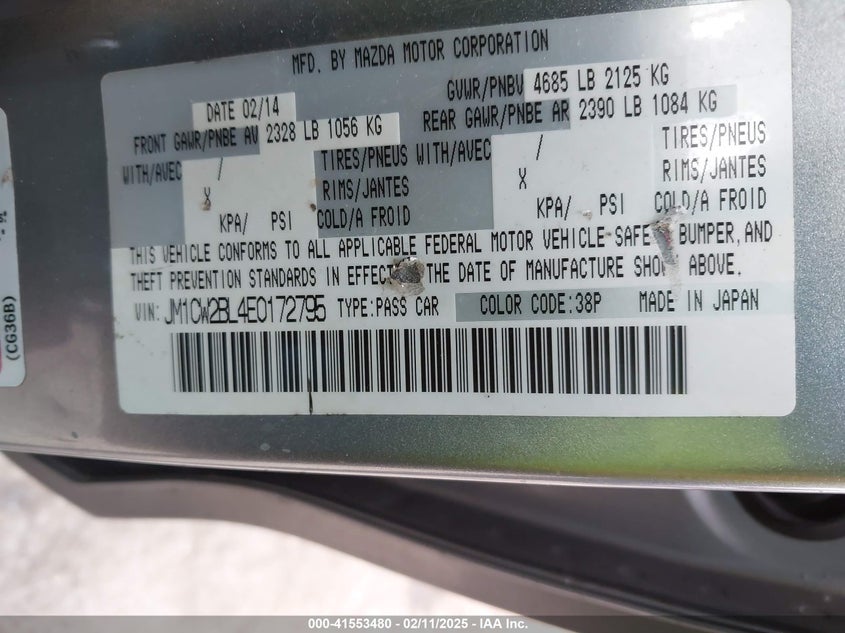 MFD. BY MAZDA MOTOR CORPORATION
DATE 02/14 GVWR/PNBV 4685 LB 2125 KG
FRONT GAWR/PNBE AV 2328 LB 1056 KG REAR GAWR/PNBE AR 2390 LB 1084 KG
WITH/AVEC / TIRES/PNEUS WITH/AVEC / TIRES/PNEUS
X RIMS/JANTES X RIMS/JANTES
KPA/ PSI COLD/A FROID KPA/ PSI COLD/A FROID
THIS VEHICLE CONFORMS TO ALL APPLICABLE FEDERAL MOTOR VEHICLE BUMPER, AND
THEFT PREVENTION STANDARDS IN THE DATE OF MANUFACTURE ABOVE.
VIN: JM1CW2BL4E0172795 TYPE:PASS CAR COLOR CODE:38P MADE IN JAPAN
(CG36B)
000-41553480 - 02/11/2025 - IAA Inc.